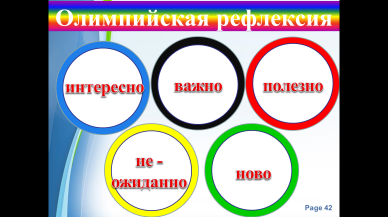 Олимпийская рефлексия
интересно
важно
полезно
не -
ожиданно
ново
Page 42